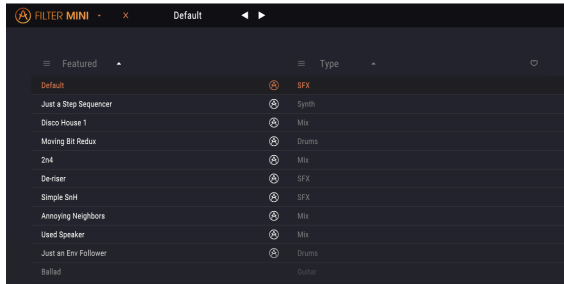 FILTER MINI - X Default
Featured Type
Default SFX
Just a Step Sequencer Synth
Disco House 1 Mix
Moving Bit Redux Drums
2n4 Mix
De-riser SFX
Simple SnH SFX
Annoying Neighbors Mix
Used Speaker Mix
Just an Env Follower Drums
Ballad Guitar